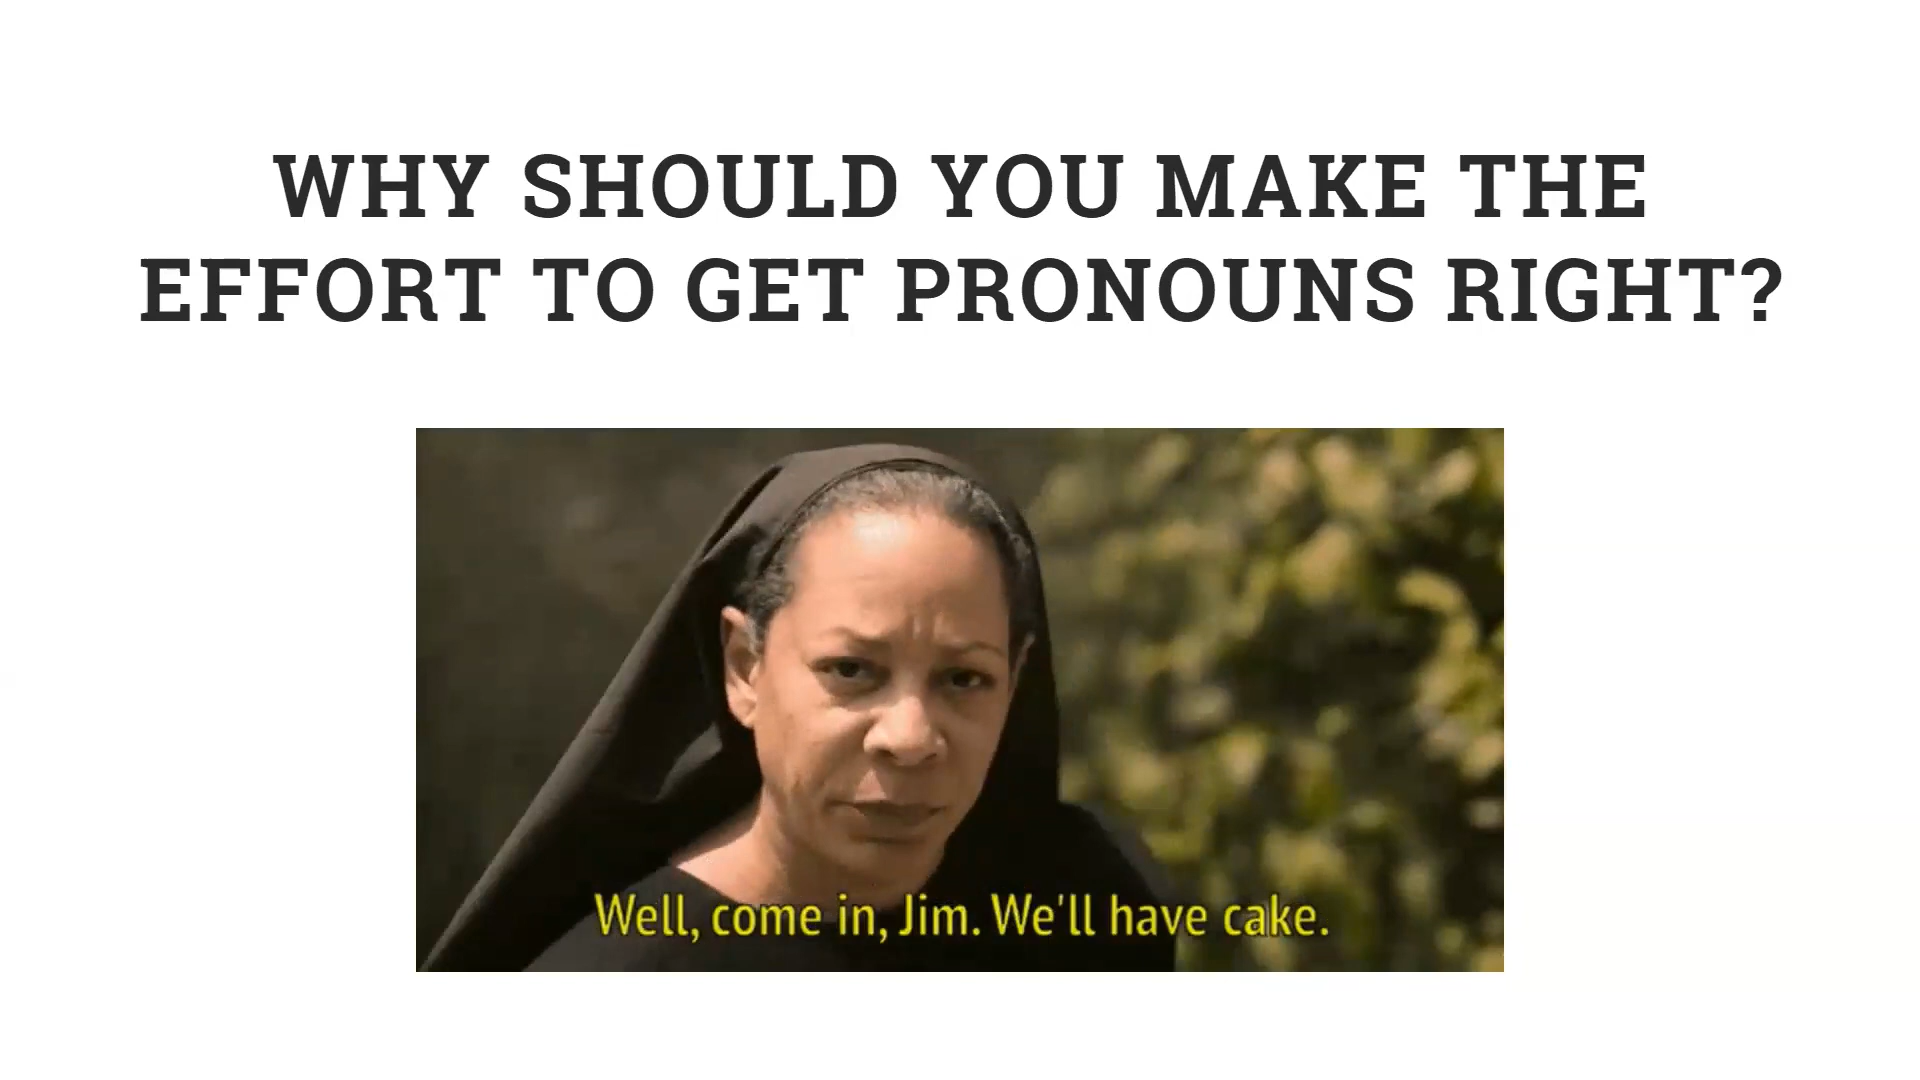 WHY SHOULD YOU MAKE THE
EFFORT TO GET PRONOUNS RIGHT?
Well, come in, Jim. We'll have cake.